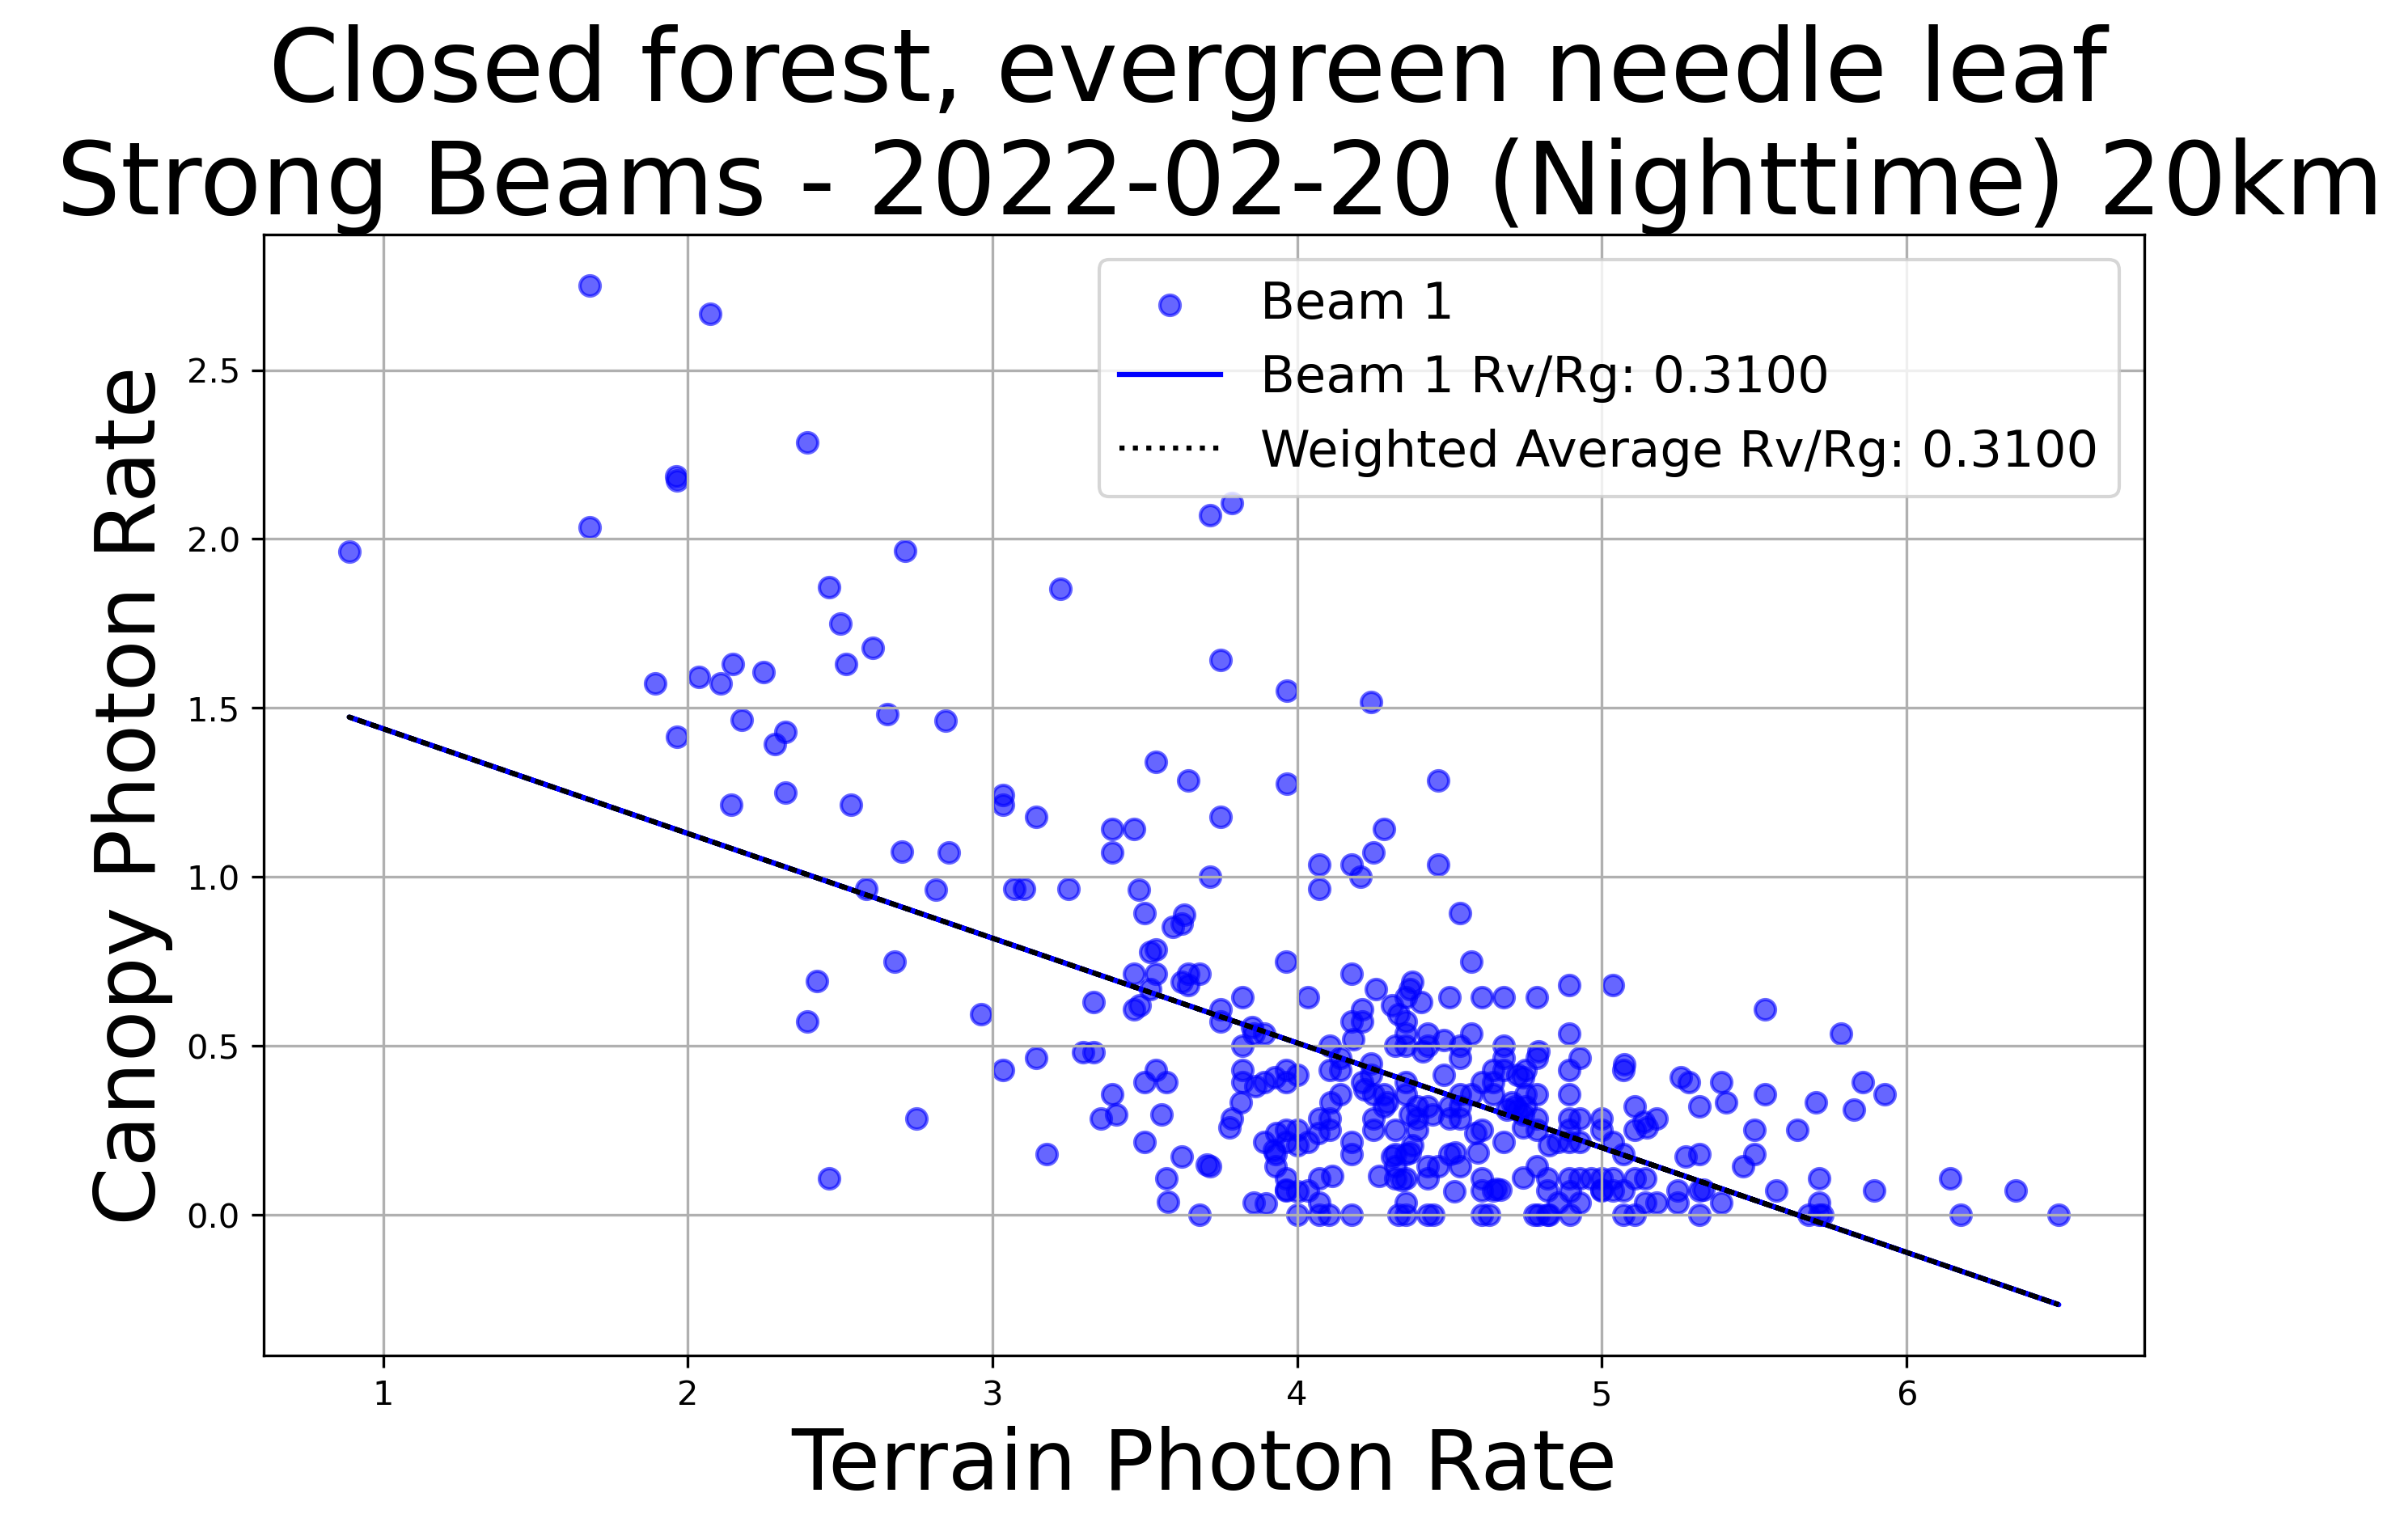 Closed forest, evergreen needle leaf
Strong Beams - 2022-02-20 (Nighttime) 20km
Beam 1
Beam 1 Rv/Rg: 0.3100
Weighted Average Rv/Rg: 0.3100
Canopy Photon Rate
2.5
2.0
1.5
1.0
0.5
0.0
1 2 3 4 5 6
Terrain Photon Rate